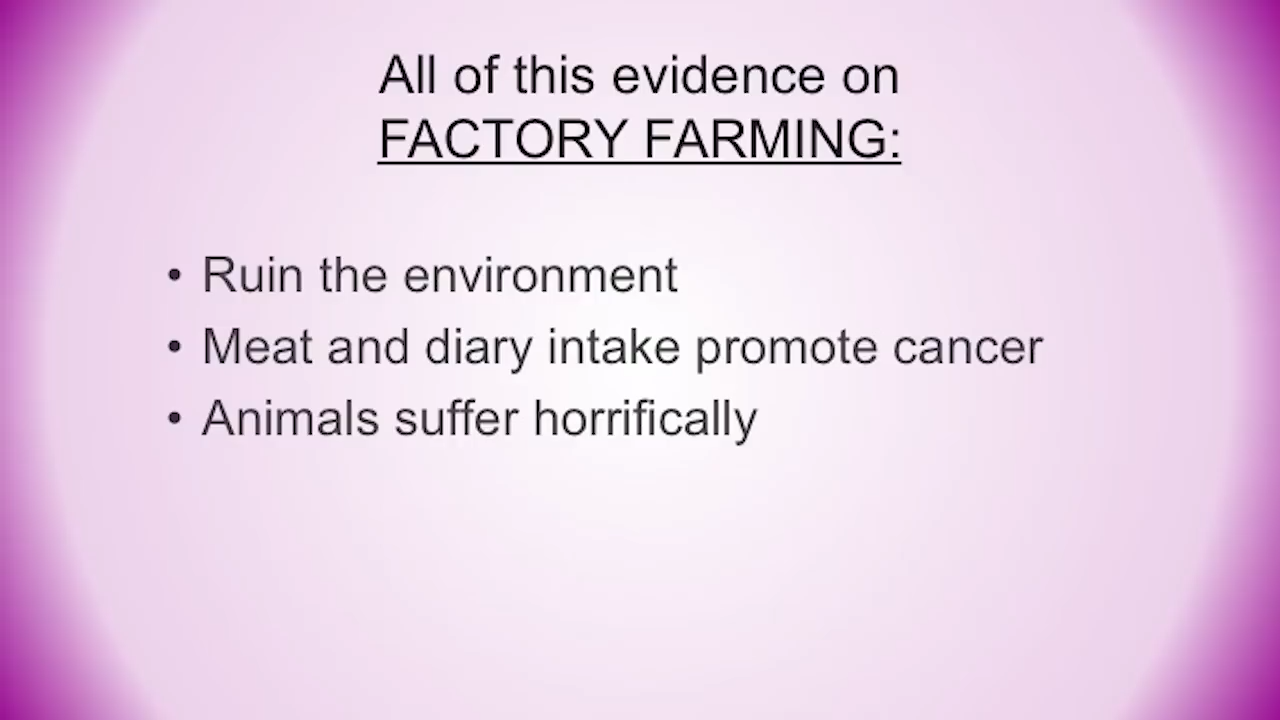 All of this evidence on
FACTORY FARMING:
• Ruin the environment
• Meat and diary intake promote cancer
• Animals suffer horrifically